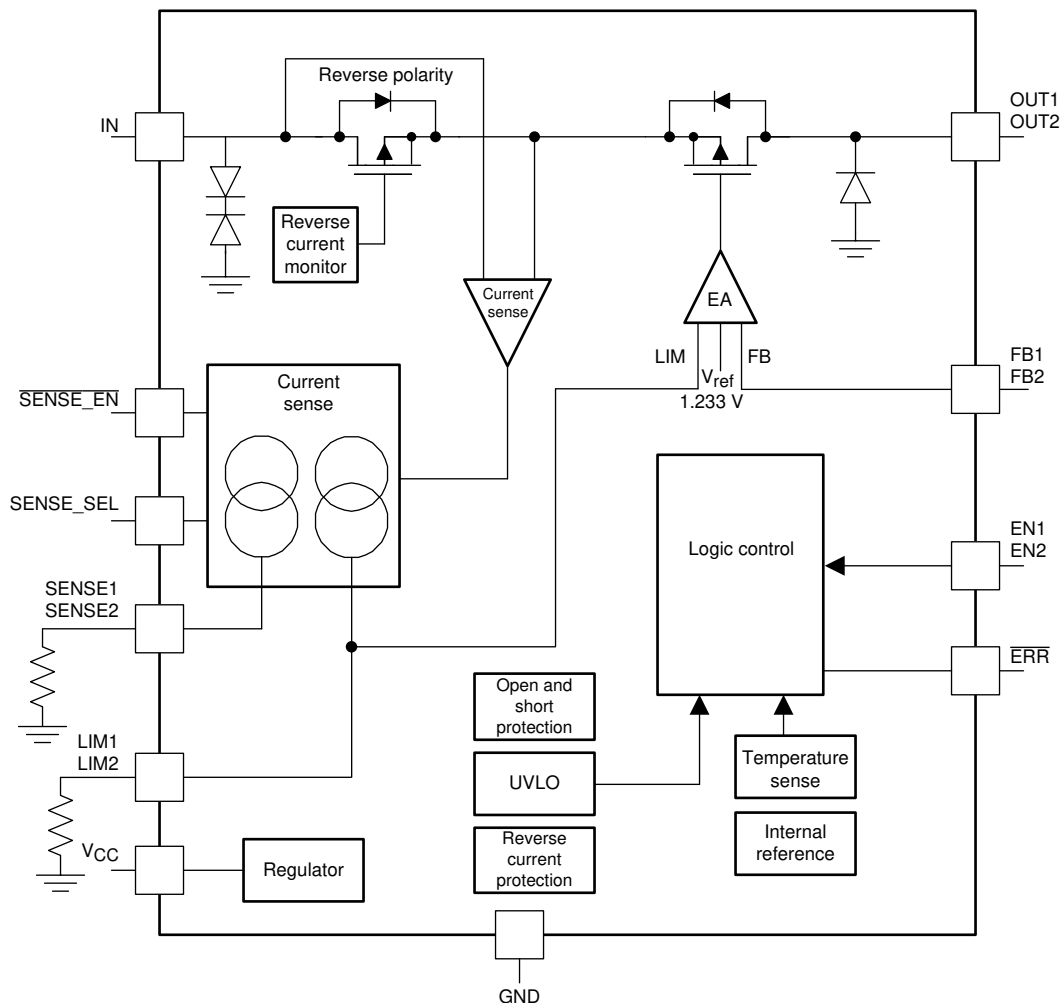 Reverse polarity
IN
OUT1
OUT2
Reverse
current
monitor
Current
sense
EA
LIM
FB
Vref
1.233 V
FB1
FB2
SENSE_EN
Current
sense
SENSE_SEL
Logic control
EN1
EN2
SENSE1
SENSE2
ERR
Open and
short
protection
LIM1
LIM2
UVLO
Temperature
sense
VCC
Regulator
Reverse
current
protection
Internal
reference
GND